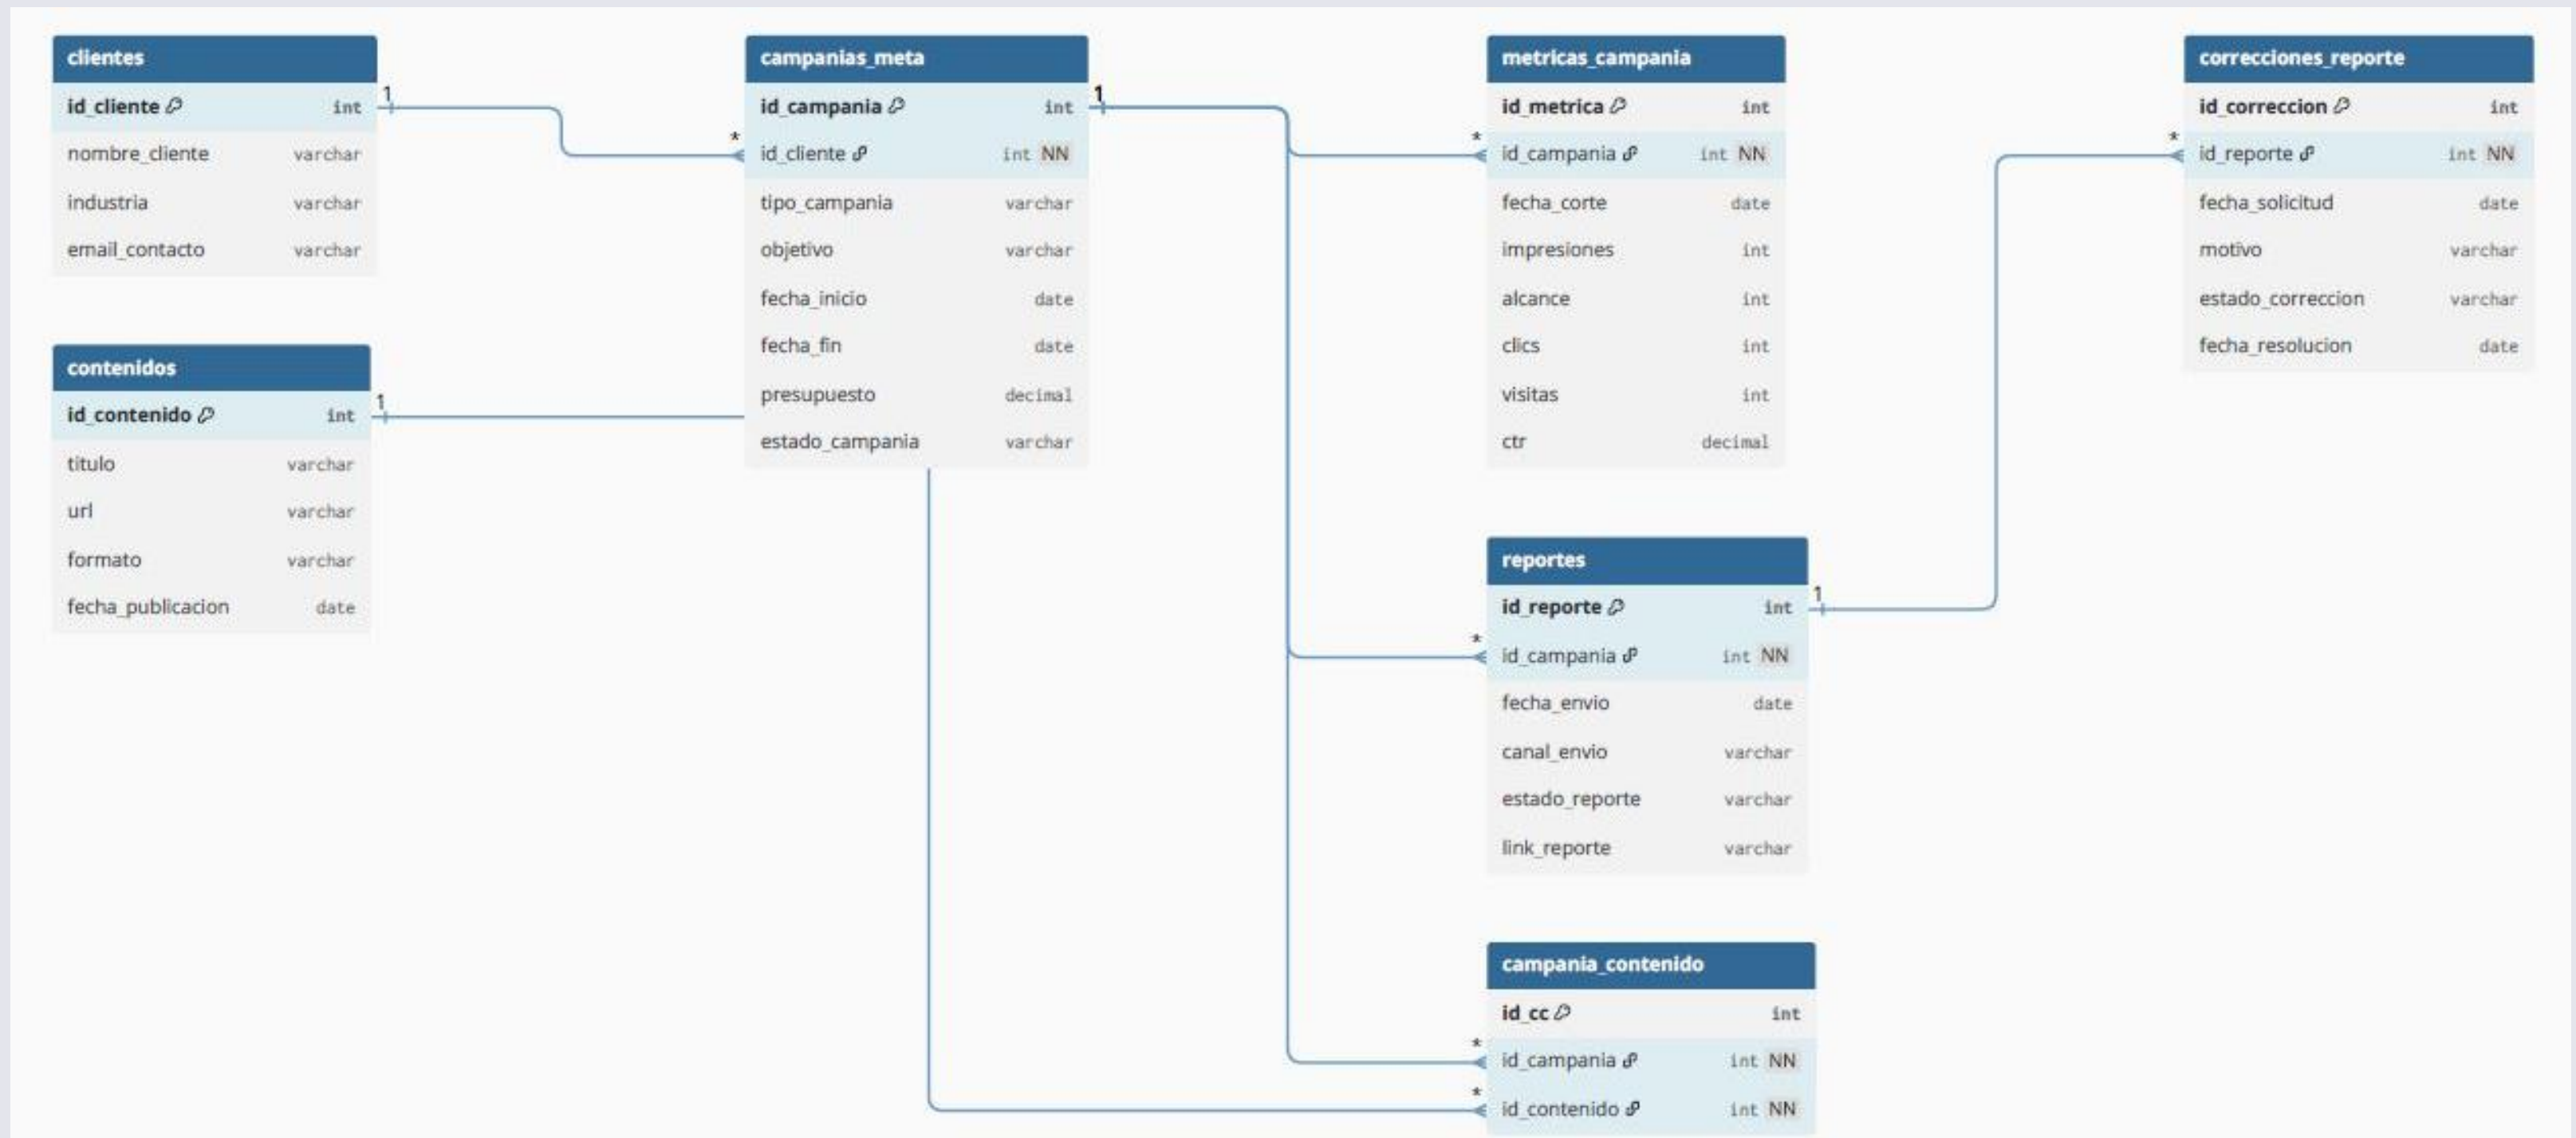 clientes
id_cliente int
nombre_cliente varchar
industria varchar
email_contacto varchar
1
*
contenidos
id_contenido int
titulo varchar
url varchar
formato varchar
fecha_publicacion date
1
campanias_meta
id_campania int
id_cliente int NN
tipo_campania varchar
objetivo varchar
fecha_inicio date
fecha_fin date
presupuesto decimal
estado_campania varchar
1
*
metricas_campania
id_metrica int
id_campania int NN
fecha_corte date
impresiones int
alcance int
clics int
visitas int
ctr decimal
*
reportes
id_reporte int
id_campania int NN
fecha_envio date
canal_envio varchar
estado_reporte varchar
link_reporte varchar
1
*
*
campania_contenido
id_cc int
id_campania int NN
id_contenido int NN
*
correcciones_reporte
id_correccion int
id_reporte int NN
fecha_solicitud date
motivo varchar
estado_correccion varchar
fecha_resolucion date